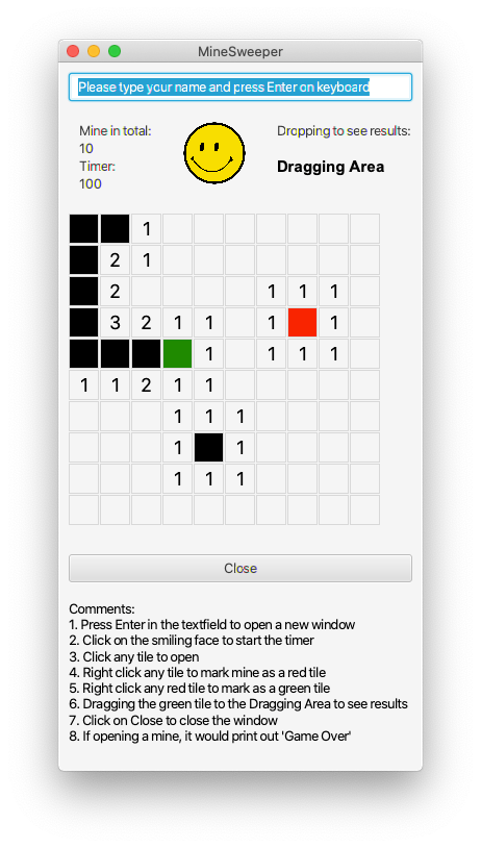 MineSweeper
Please type your name and press Enter on keyboard
Mine in total:
10
Timer:
100
Dropping to see results:
Dragging Area
1
2 1
2 1 1 1
3 2 1 1 1 1
1 1 1 1
1 1 2 1 1
1 1 1
1 1
1 1 1
Close
Comments:
1. Press Enter in the textfield to open a new window
2. Click on the smiling face to start the timer
3. Click any tile to open
4. Right click any tile to mark mine as a red tile
5. Right click any red tile to mark as a green tile
6. Dragging the green tile to the Dragging Area to see results
7. Click on Close to close the window
8. If opening a mine, it would print out 'Game Over'